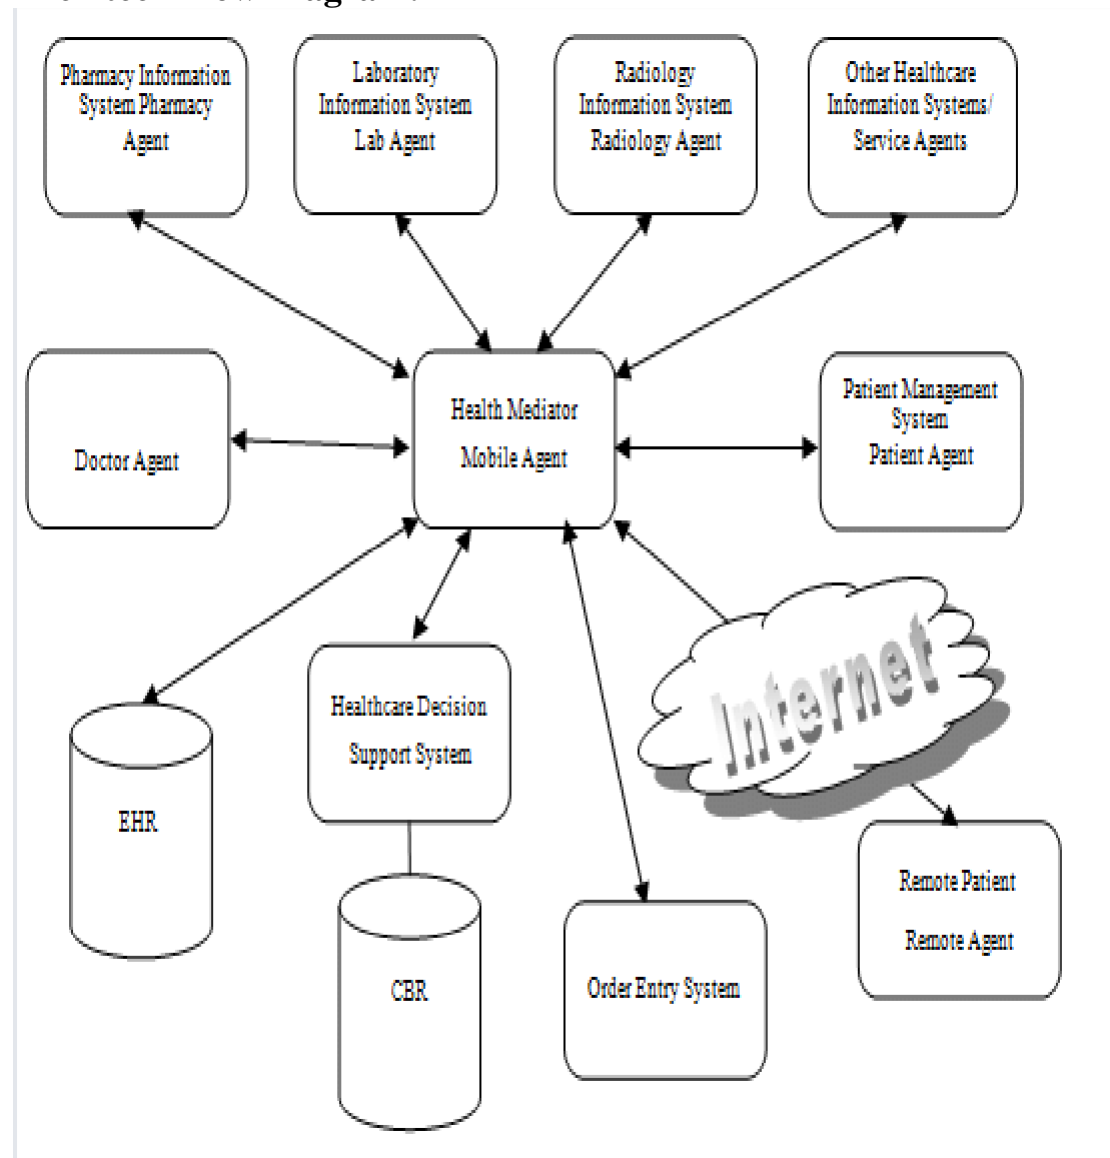 Pharmacy Information
System Pharmacy
Agent
Laboratory
Information System
Lab Agent
Radiology
Information System
Radiology Agent
Other Healthcare
Information Systems/
Service Agents
Doctor Agent
Health Mediator
Mobile Agent
Patient Management
System
Patient Agent
Internet
Healthcare Decision
Support System
EHR
CBR
Order Entry System
Remote Patient
Remote Agent